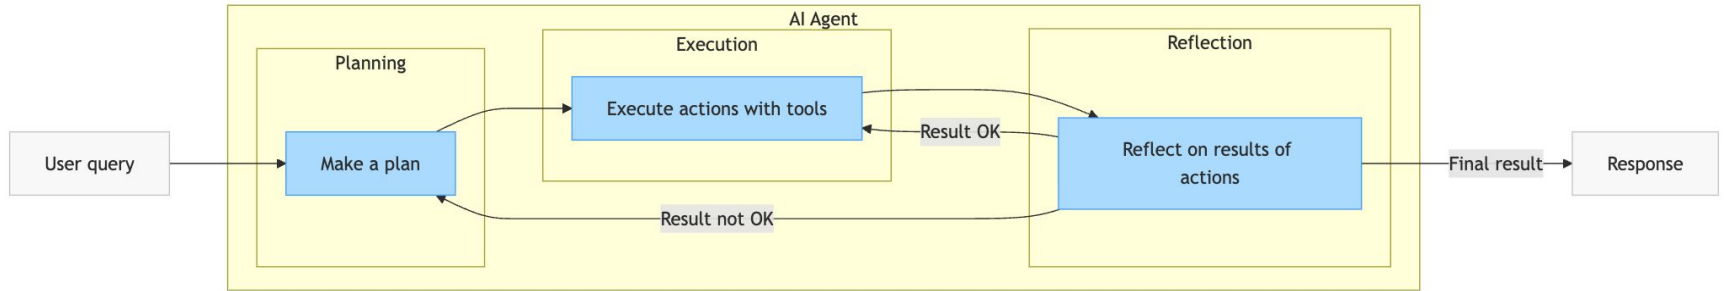 AI Agent
Planning
Execution
Reflection
User query
Make a plan
Execute actions with tools
Result OK
Reflect on results of
actions
Result not OK
Final result
Response